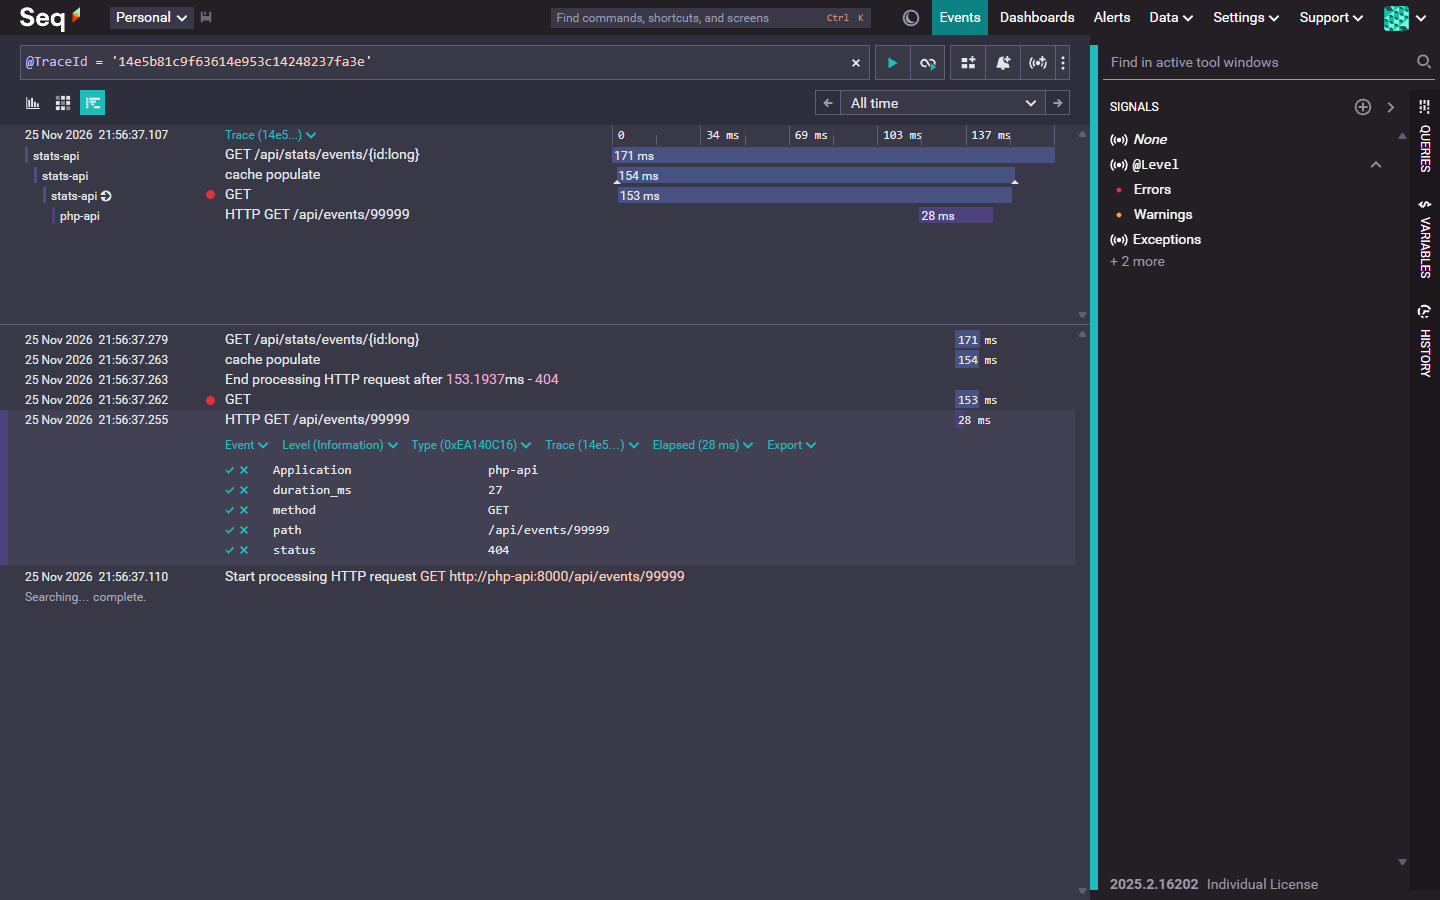 Seq Personal Find commands, shortcuts, and screens Ctrl K Events Dashboards Alerts Data Settings Support
@TraceId = '14e5b81c9f63614e953c14248237fa3e'
Find in active tool windows
All time
SIGNALS
None
@Level
Errors
Warnings
Exceptions
+ 2 more
QUERIES
VARIABLES
HISTORY
25 Nov 2026 21:56:37.107 Trace (14e5...) 0 34 ms 69 ms 103 ms 137 ms
stats-api GET /api/stats/events/{id:long} 171 ms
stats-api cache populate 154 ms
stats-api GET 153 ms
php-api HTTP GET /api/events/99999 28 ms
25 Nov 2026 21:56:37.279 GET /api/stats/events/{id:long} 171 ms
25 Nov 2026 21:56:37.263 cache populate 154 ms
25 Nov 2026 21:56:37.263 End processing HTTP request after 153.1937ms - 404
25 Nov 2026 21:56:37.262 GET 153 ms
25 Nov 2026 21:56:37.255 HTTP GET /api/events/99999 28 ms
Event Level (Information) Type (0xEA140C16) Trace (14e5...) Elapsed (28 ms) Export
Application php-api
duration_ms 27
method GET
path /api/events/99999
status 404
25 Nov 2026 21:56:37.110 Start processing HTTP request GET http://php-api:8000/api/events/99999
Searching... complete.
2025.2.16202 Individual License